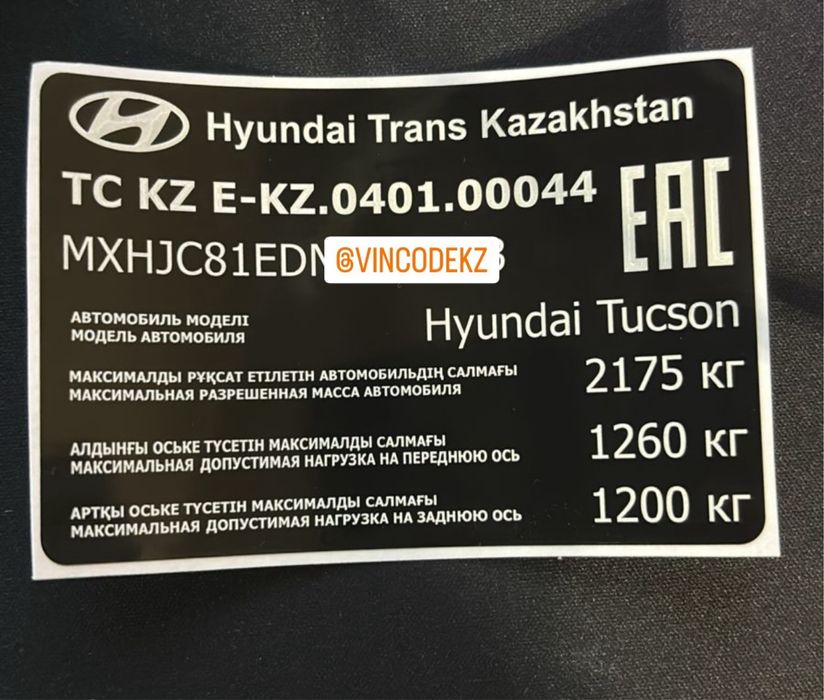 Hyundai Trans Kazakhstan
TC KZ E-KZ.0401.00044
EAC
MXHJC81EDN
@VINCODEKZ
АВТОМОБИЛЬ МОДЕЛІ
МОДЕЛЬ АВТОМОБИЛЯ
Hyundai Tucson
МАКСИМАЛДЫ РҰҚСАТ ЕТІЛЕТІН АВТОМОБИЛЬДІҢ САЛМАҒЫ
МАКСИМАЛЬНАЯ РАЗРЕШЕННАЯ МАССА АВТОМОБИЛЯ
2175 кг
АЛДЫНҒЫ ОСЬКЕ ТҮСЕТІН МАКСИМАЛДЫ САЛМАҒЫ
МАКСИМАЛЬНАЯ ДОПУСТИМАЯ НАГРУЗКА НА ПЕРЕДНЮЮ ОСЬ
1260 кг
АРТҚЫ ОСЬКЕ ТҮСЕТІН МАКСИМАЛДЫ САЛМАҒЫ
МАКСИМАЛЬНАЯ ДОПУСТИМАЯ НАГРУЗКА НА ЗАДНЮЮ ОСЬ
1200 кг